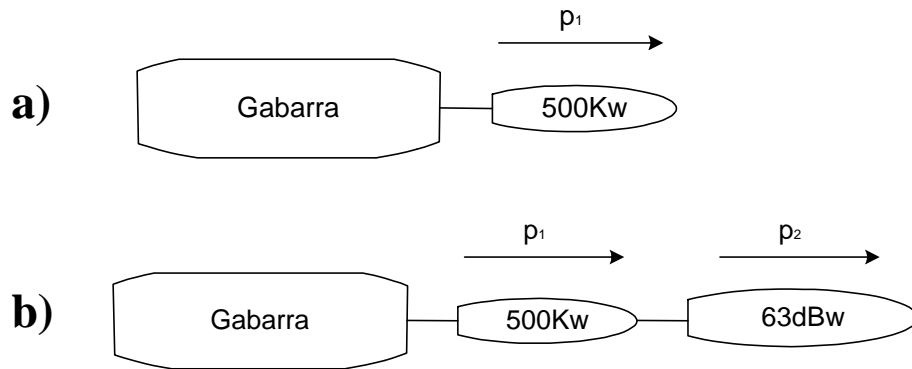 p₁
a)
Gabarra
500Kw
p₁
p₂
b)
Gabarra
500Kw
63dBw